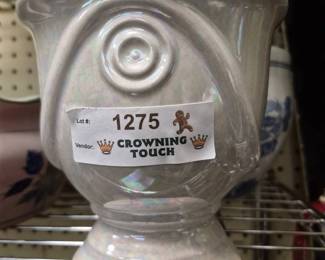 Lot #: 1275
Vendor: CROWNING
TOUCH